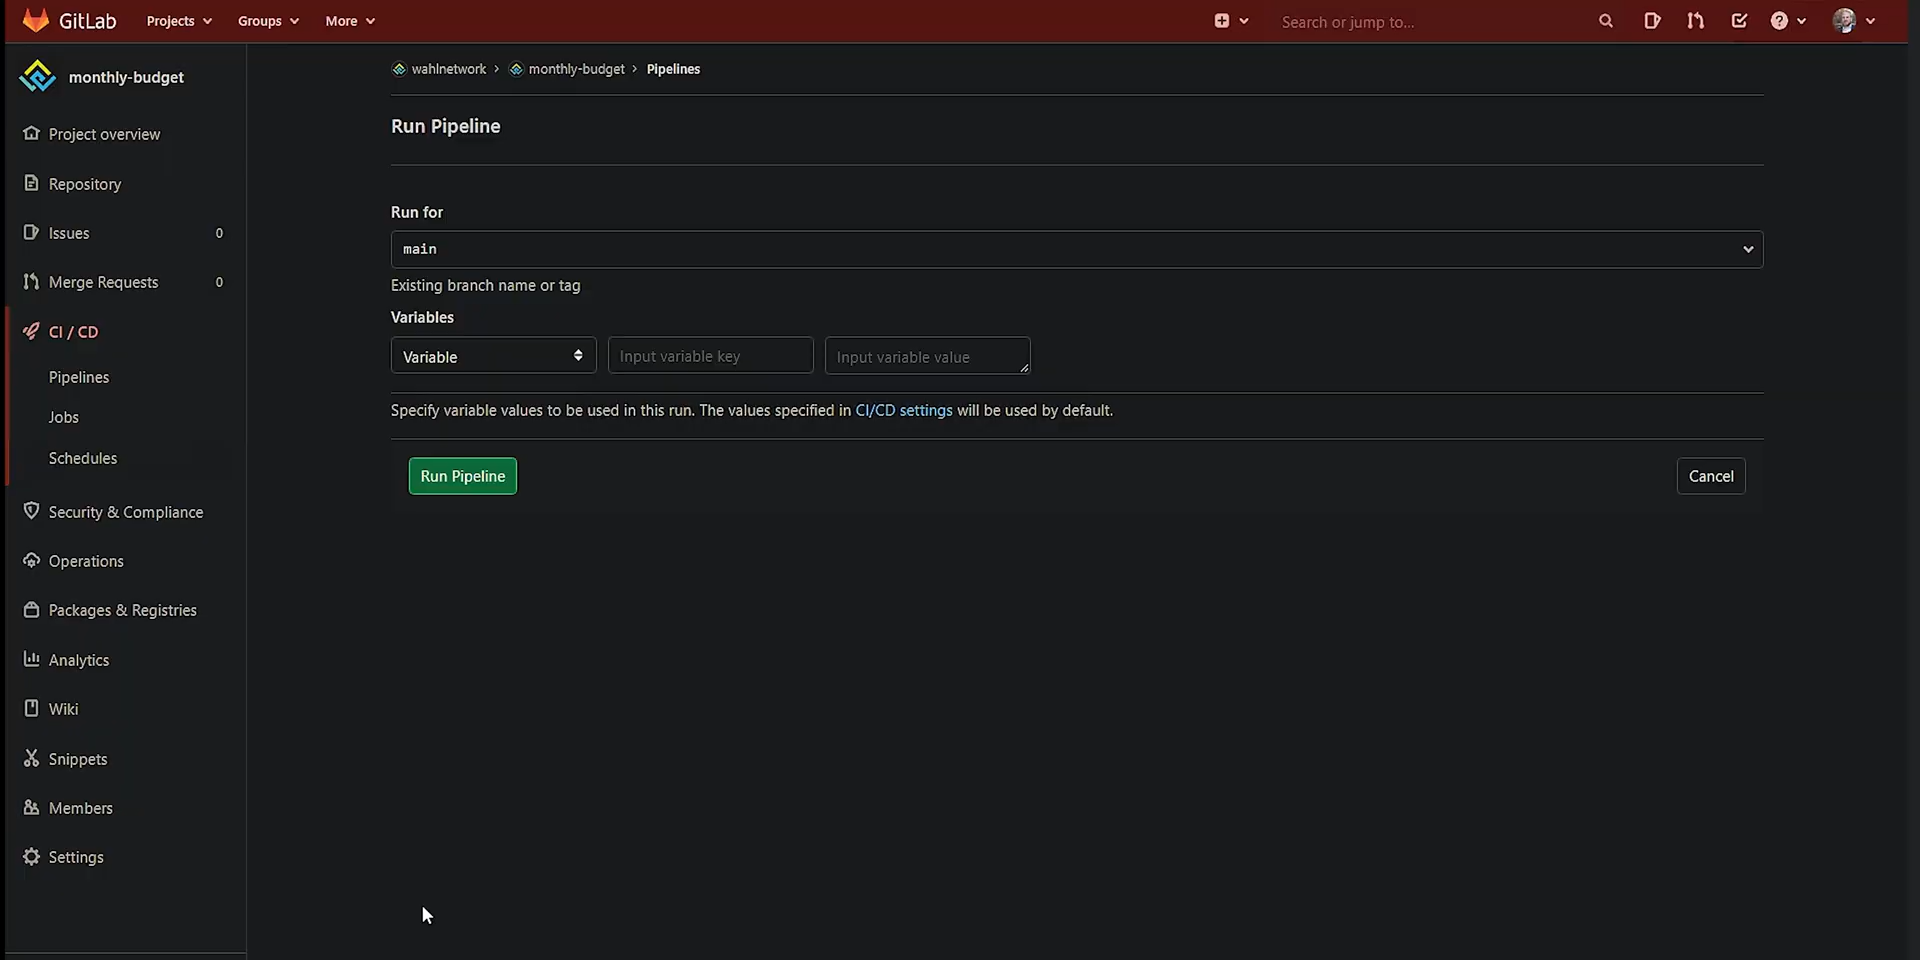 GitLab Projects Groups More Search or jump to...
monthly-budget
Project overview
Repository
Issues 0
Merge Requests 0
CI / CD
Pipelines
Jobs
Schedules
Security & Compliance
Operations
Packages & Registries
Analytics
Wiki
Snippets
Members
Settings
wahlnetwork › monthly-budget › Pipelines
Run Pipeline
Run for
main
Existing branch name or tag
Variables
Variable Input variable key Input variable value
Specify variable values to be used in this run. The values specified in CI/CD settings will be used by default.
Run Pipeline Cancel